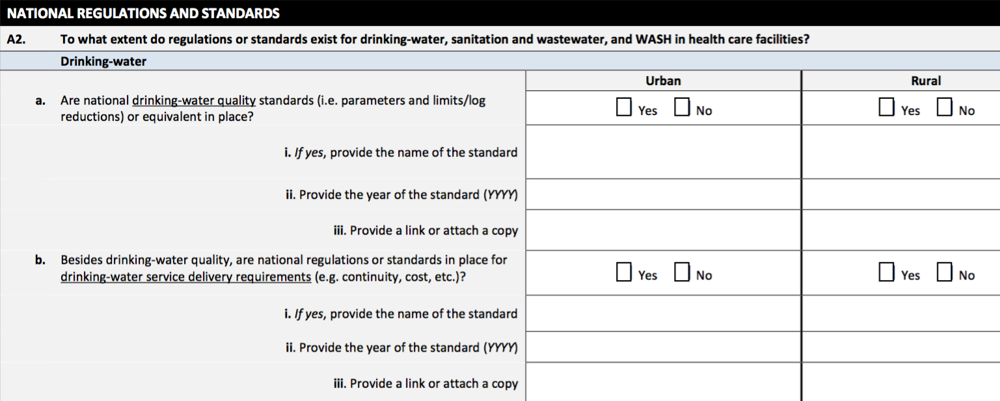 NATIONAL REGULATIONS AND STANDARDS
A2. To what extent do regulations or standards exist for drinking-water, sanitation and wastewater, and WASH in health care facilities?
Drinking-water
Urban Rural
a. Are national drinking-water quality standards (i.e. parameters and limits/log
reductions) or equivalent in place?
Yes No Yes No
i. If yes, provide the name of the standard
ii. Provide the year of the standard (YYYY)
iii. Provide a link or attach a copy
b. Besides drinking-water quality, are national regulations or standards in place for
drinking-water service delivery requirements (e.g. continuity, cost, etc.)?
Yes No Yes No
i. If yes, provide the name of the standard
ii. Provide the year of the standard (YYYY)
iii. Provide a link or attach a copy